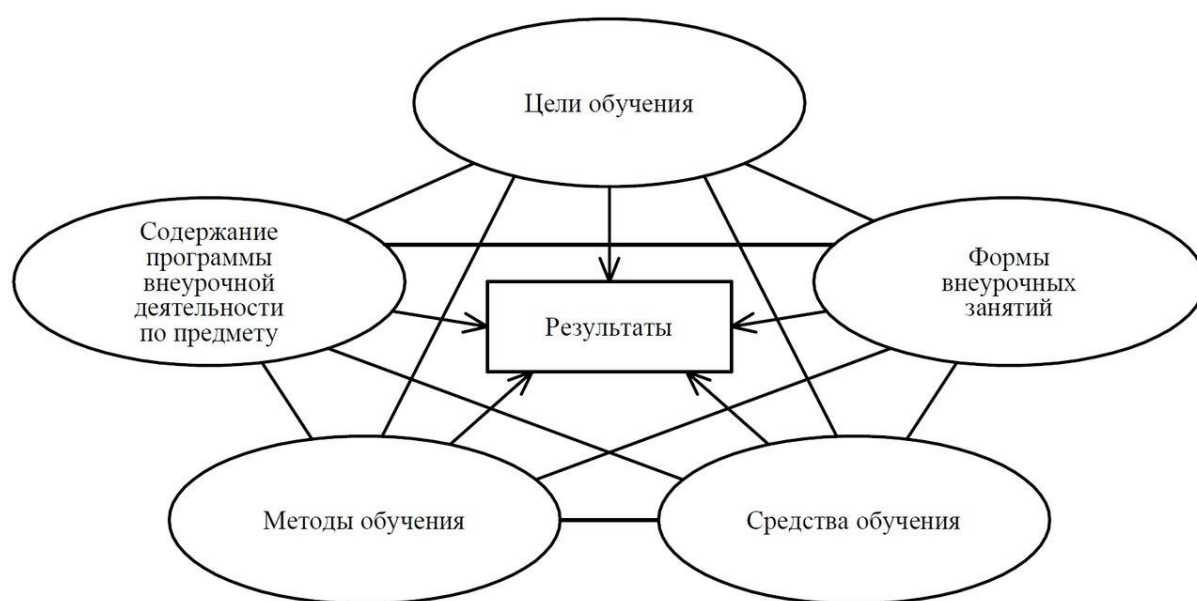 Цели обучения
Содержание
программы
внеурочной
деятельности
по предмету
Формы
внеурочных
занятий
Результаты
Методы обучения
Средства обучения